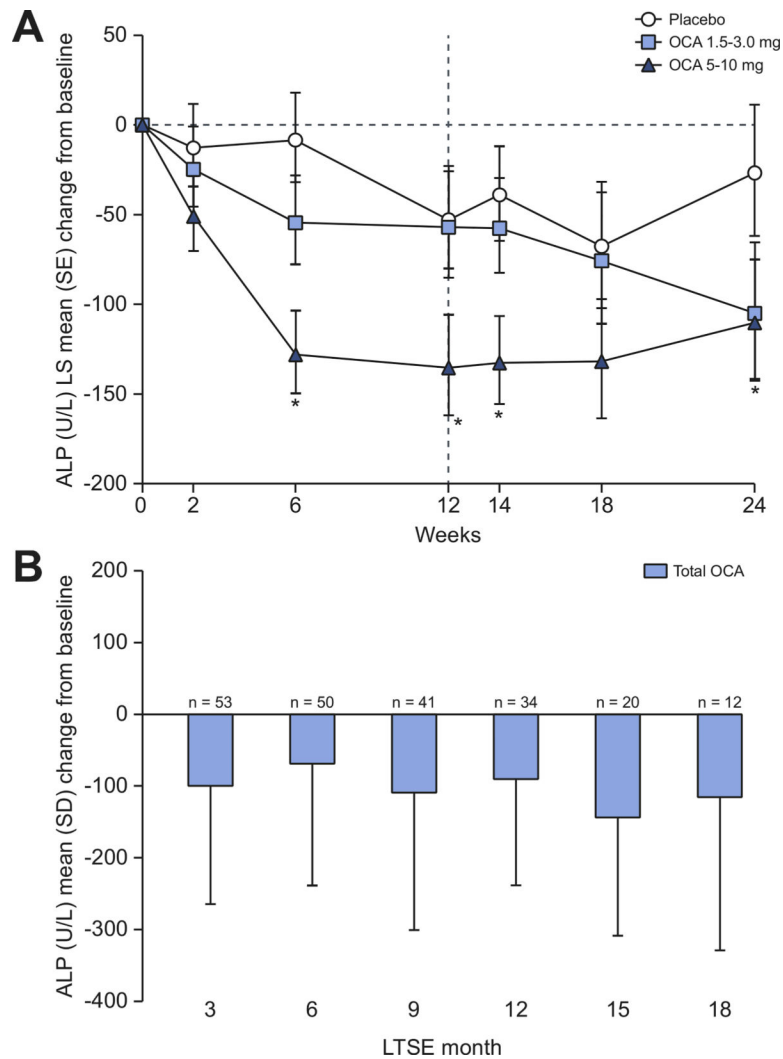 A
Placebo
OCA 1.5-3.0 mg
OCA 5-10 mg
ALP (U/L) LS mean (SE) change from baseline
50
0
-50
-100
-150
-200
*
*
*
*
0 2 6 12 14 18 24
Weeks
B
Total OCA
ALP (U/L) mean (SD) change from baseline
200
100
0
-100
-200
-300
-400
n = 53 n = 50 n = 41 n = 34 n = 20 n = 12
3 6 9 12 15 18
LTSE month